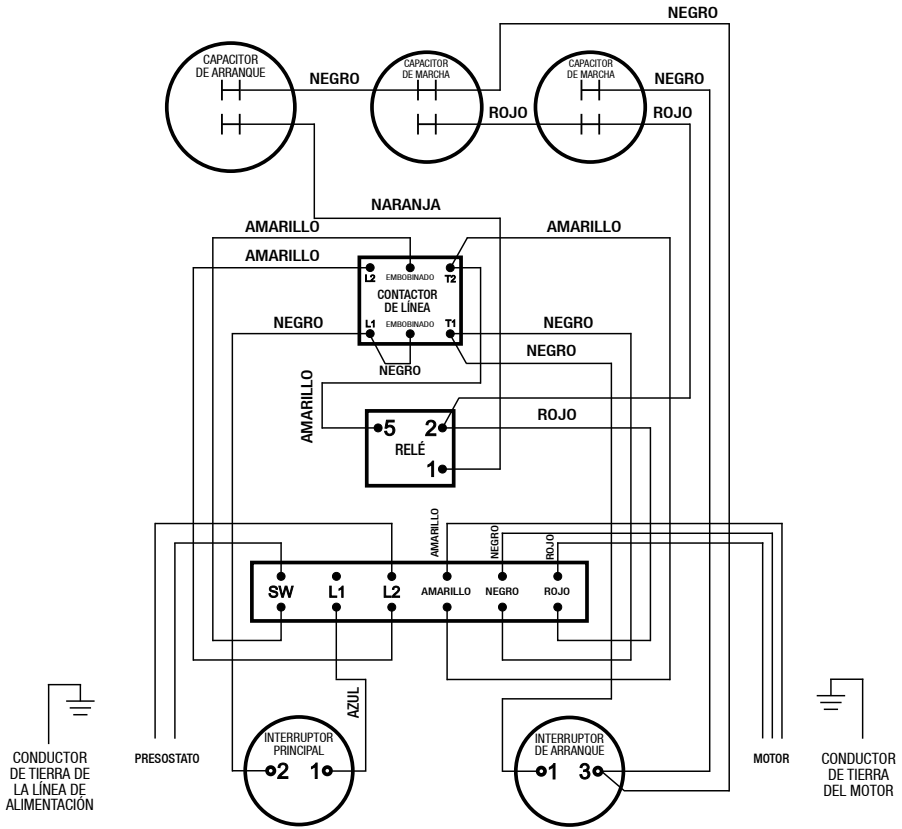 NEGRO
CAPACITOR
DE ARRANQUE
NEGRO
CAPACITOR
DE MARCHA
CAPACITOR
DE MARCHA
NEGRO
ROJO
ROJO
NARANJA
AMARILLO
AMARILLO
AMARILLO
L2
EMBOBINADO
T2
CONTACTOR
DE LÍNEA
NEGRO
L1
EMBOBINADO
T1
NEGRO
NEGRO
NEGRO
AMARILLO
5
2
ROJO
RELÉ
1
AMARILLO
NEGRO
ROJO
SW
L1
L2
AMARILLO
NEGRO
ROJO
AZUL
CONDUCTOR
DE TIERRA DE
LA LÍNEA DE
ALIMENTACIÓN
PRESOSTATO
INTERRUPTOR
PRINCIPAL
2
1
INTERRUPTOR
DE ARRANQUE
1
3
MOTOR
CONDUCTOR
DE TIERRA
DEL MOTOR